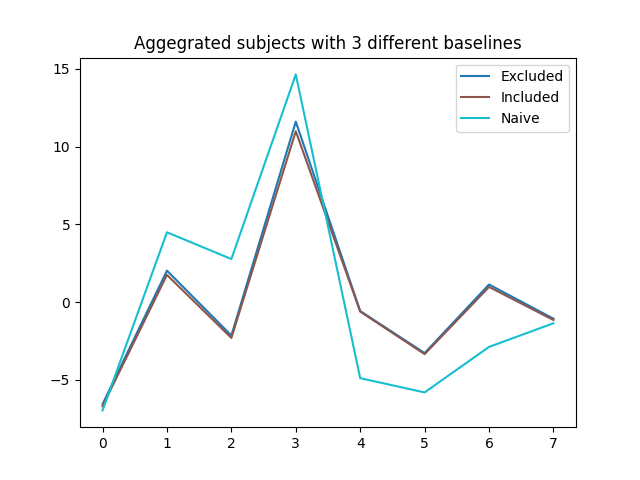 Aggegrated subjects with 3 different baselines
Excluded
Included
Naive
15
10
5
0
−5
0 1 2 3 4 5 6 7